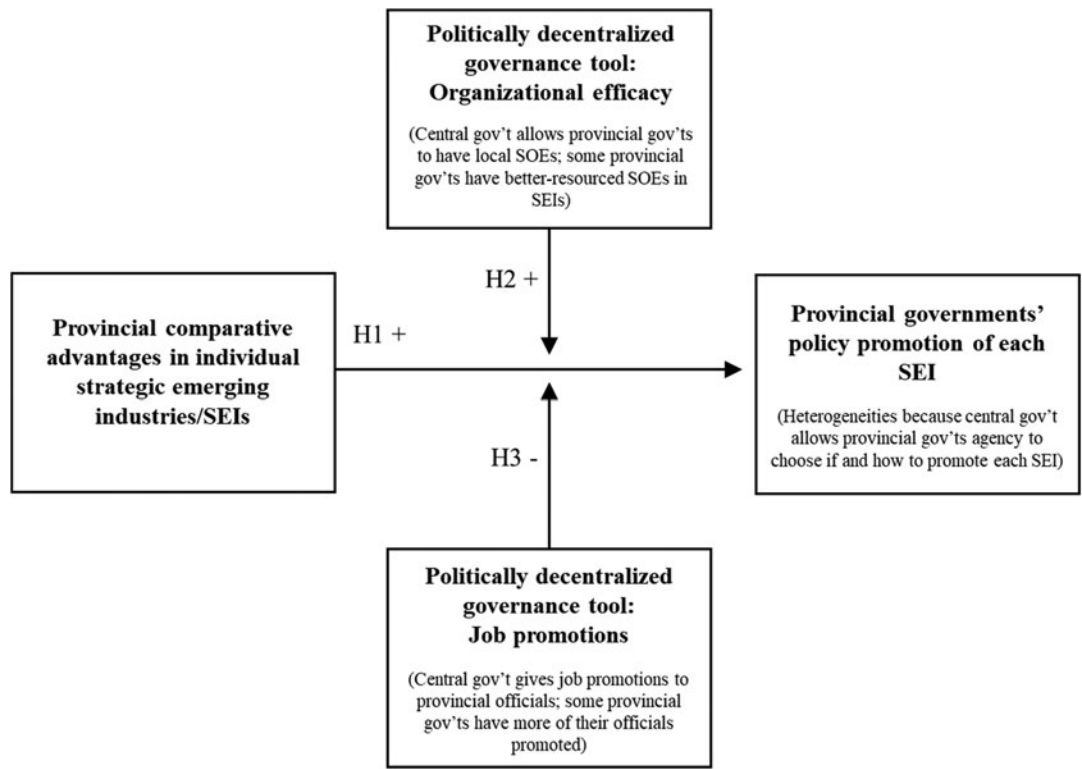 Politically decentralized
governance tool:
Organizational efficacy
(Central gov’t allows provincial gov’ts
to have local SOEs; some provincial
gov’ts have better-resourced SOEs in
SEIs)
H2 +
Provincial comparative
advantages in individual
strategic emerging
industries/SEIs
H1 +
Provincial governments’
policy promotion of each
SEI
(Heterogeneities because central gov’t
allows provincial gov’ts agency to
choose if and how to promote each SEI)
H3 -
Politically decentralized
governance tool:
Job promotions
(Central gov’t gives job promotions to
provincial officials; some provincial
gov’ts have more of their officials
promoted)